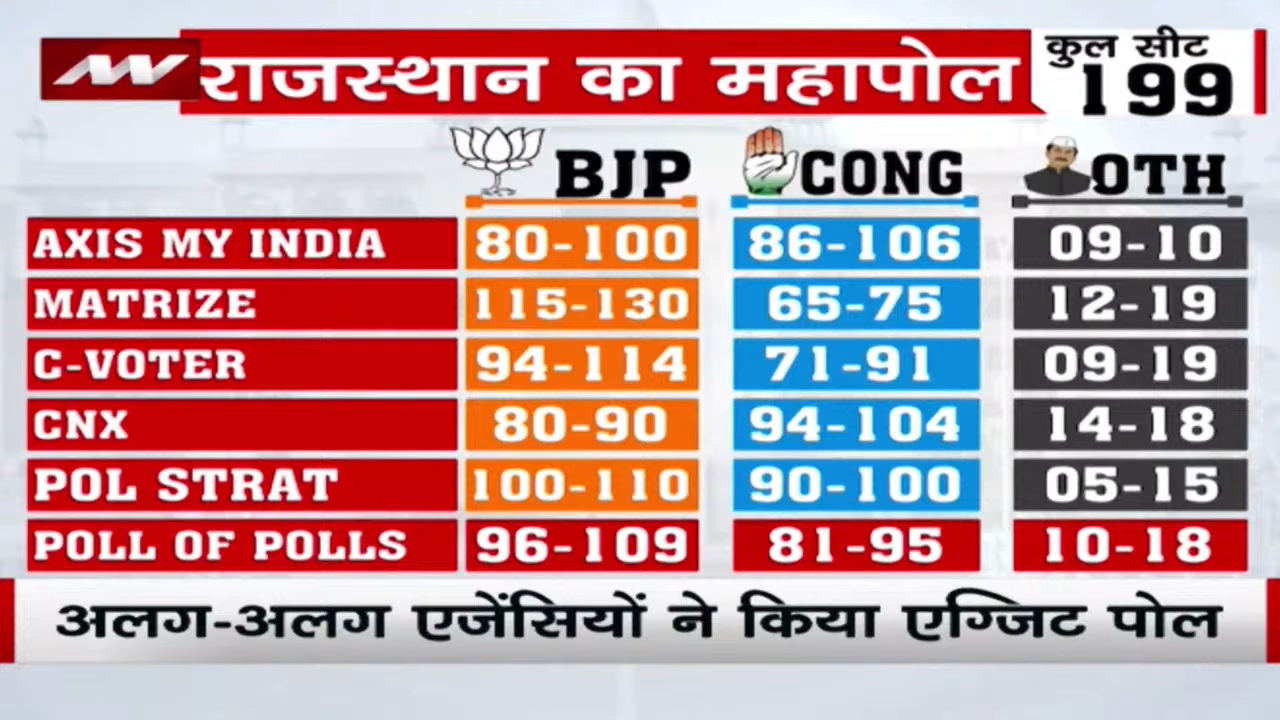 राजस्थान का महापोल
कुल सीट
199
BJP CONG OTH
AXIS MY INDIA 80-100 86-106 09-10
MATRIZE 115-130 65-75 12-19
C-VOTER 94-114 71-91 09-19
CNX 80-90 94-104 14-18
POL STRAT 100-110 90-100 05-15
POLL OF POLLS 96-109 81-95 10-18
अलग-अलग एजेंसियों ने किया एग्जिट पोल